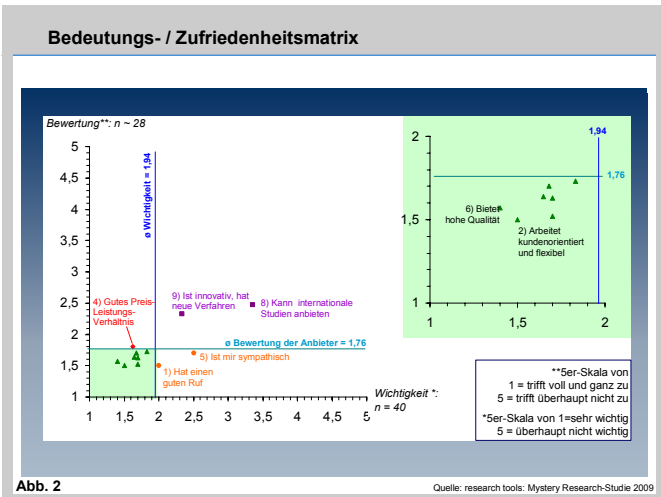 Bedeutungs- / Zufriedenheitsmatrix
Bewertung**: n ~ 28
5
4,5
4
3,5
3
2,5
2
1,5
1
ø Wichtigkeit = 1,94
4) Gutes Preis-
Leistungs-
Verhältnis
9) Ist innovativ, hat
neue Verfahren
8) Kann internationale
Studien anbieten
ø Bewertung der Anbieter = 1,76
5) Ist mir sympathisch
1) Hat einen
guten Ruf
1 1,5 2 2,5 3 3,5 4 4,5 5
Wichtigkeit *:
n = 40
2
1,5
1
1,94
1,76
6) Bietet
hohe Qualität
2) Arbeitet
kundenorientiert
und flexibel
1 1,5 2
**5er-Skala von
1 = trifft voll und ganz zu
5 = trifft überhaupt nicht zu
*5er-Skala von 1=sehr wichtig
5 = überhaupt nicht wichtig
Abb. 2
Quelle: research tools: Mystery Research-Studie 2009